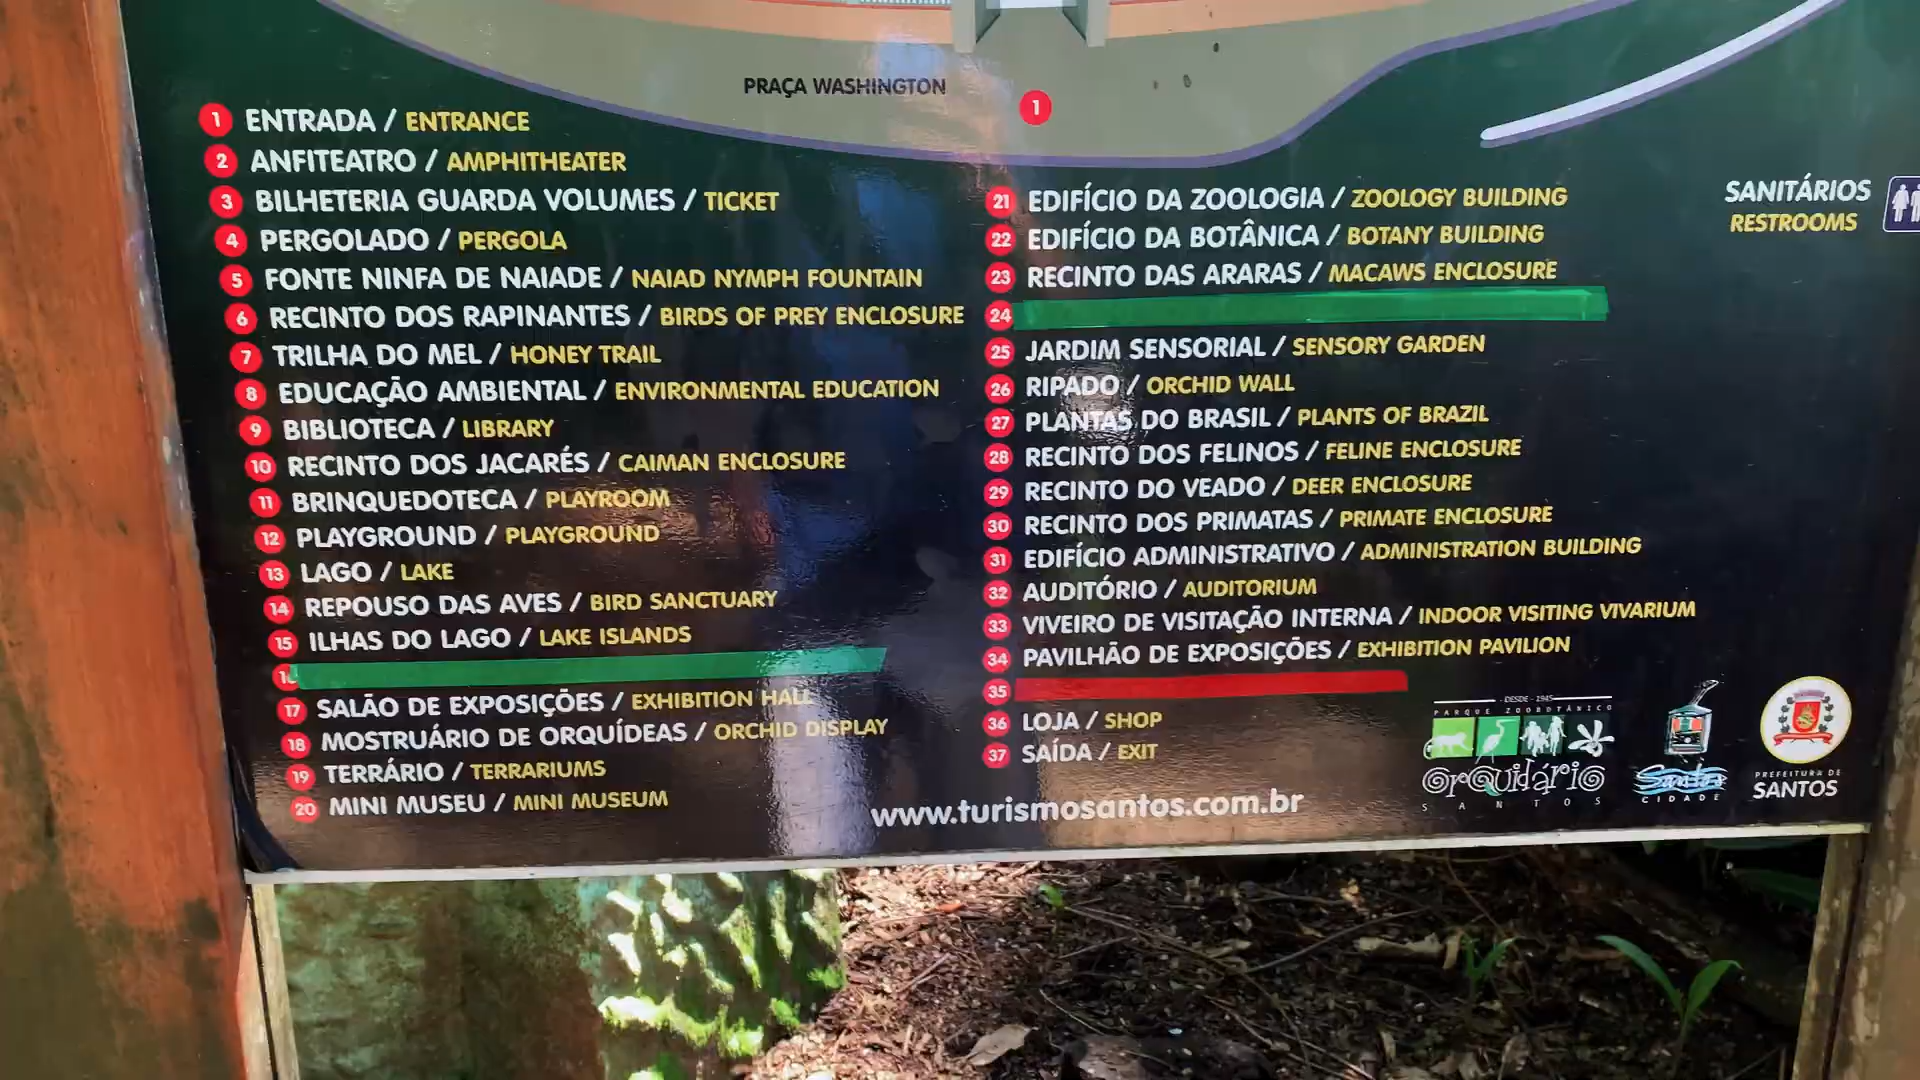 PRAÇA WASHINGTON
1
1 ENTRADA / ENTRANCE
2 ANFITEATRO / AMPHITHEATER
3 BILHETERIA GUARDA VOLUMES / TICKET
4 PERGOLADO / PERGOLA
5 FONTE NINFA DE NAIADE / NAIAD NYMPH FOUNTAIN
6 RECINTO DOS RAPINANTES / BIRDS OF PREY ENCLOSURE
7 TRILHA DO MEL / HONEY TRAIL
8 EDUCAÇÃO AMBIENTAL / ENVIRONMENTAL EDUCATION
9 BIBLIOTECA / LIBRARY
10 RECINTO DOS JACARÉS / CAIMAN ENCLOSURE
11 BRINQUEDOTECA / PLAYROOM
12 PLAYGROUND / PLAYGROUND
13 LAGO / LAKE
14 REPOUSO DAS AVES / BIRD SANCTUARY
15 ILHAS DO LAGO / LAKE ISLANDS
16
17 SALÃO DE EXPOSIÇÕES / EXHIBITION HALL
18 MOSTRUÁRIO DE ORQUÍDEAS / ORCHID DISPLAY
19 TERRÁRIO / TERRARIUMS
20 MINI MUSEU / MINI MUSEUM
21 EDIFÍCIO DA ZOOLOGIA / ZOOLOGY BUILDING
22 EDIFÍCIO DA BOTÂNICA / BOTANY BUILDING
23 RECINTO DAS ARARAS / MACAWS ENCLOSURE
24
25 JARDIM SENSORIAL / SENSORY GARDEN
26 RIPADO / ORCHID WALL
27 PLANTAS DO BRASIL / PLANTS OF BRAZIL
28 RECINTO DOS FELINOS / FELINE ENCLOSURE
29 RECINTO DO VEADO / DEER ENCLOSURE
30 RECINTO DOS PRIMATAS / PRIMATE ENCLOSURE
31 EDIFÍCIO ADMINISTRATIVO / ADMINISTRATION BUILDING
32 AUDITÓRIO / AUDITORIUM
33 VIVEIRO DE VISITAÇÃO INTERNA / INDOOR VISITING VIVARIUM
34 PAVILHÃO DE EXPOSIÇÕES / EXHIBITION PAVILION
35
36 LOJA / SHOP
37 SAÍDA / EXIT
SANITÁRIOS
RESTROOMS
www.turismosantos.com.br
DESDE - 1945
PARQUE ZOOBOTÂNICO
orquidário
SANTOS
Santos
CIDADE
PREFEITURA DE
SANTOS